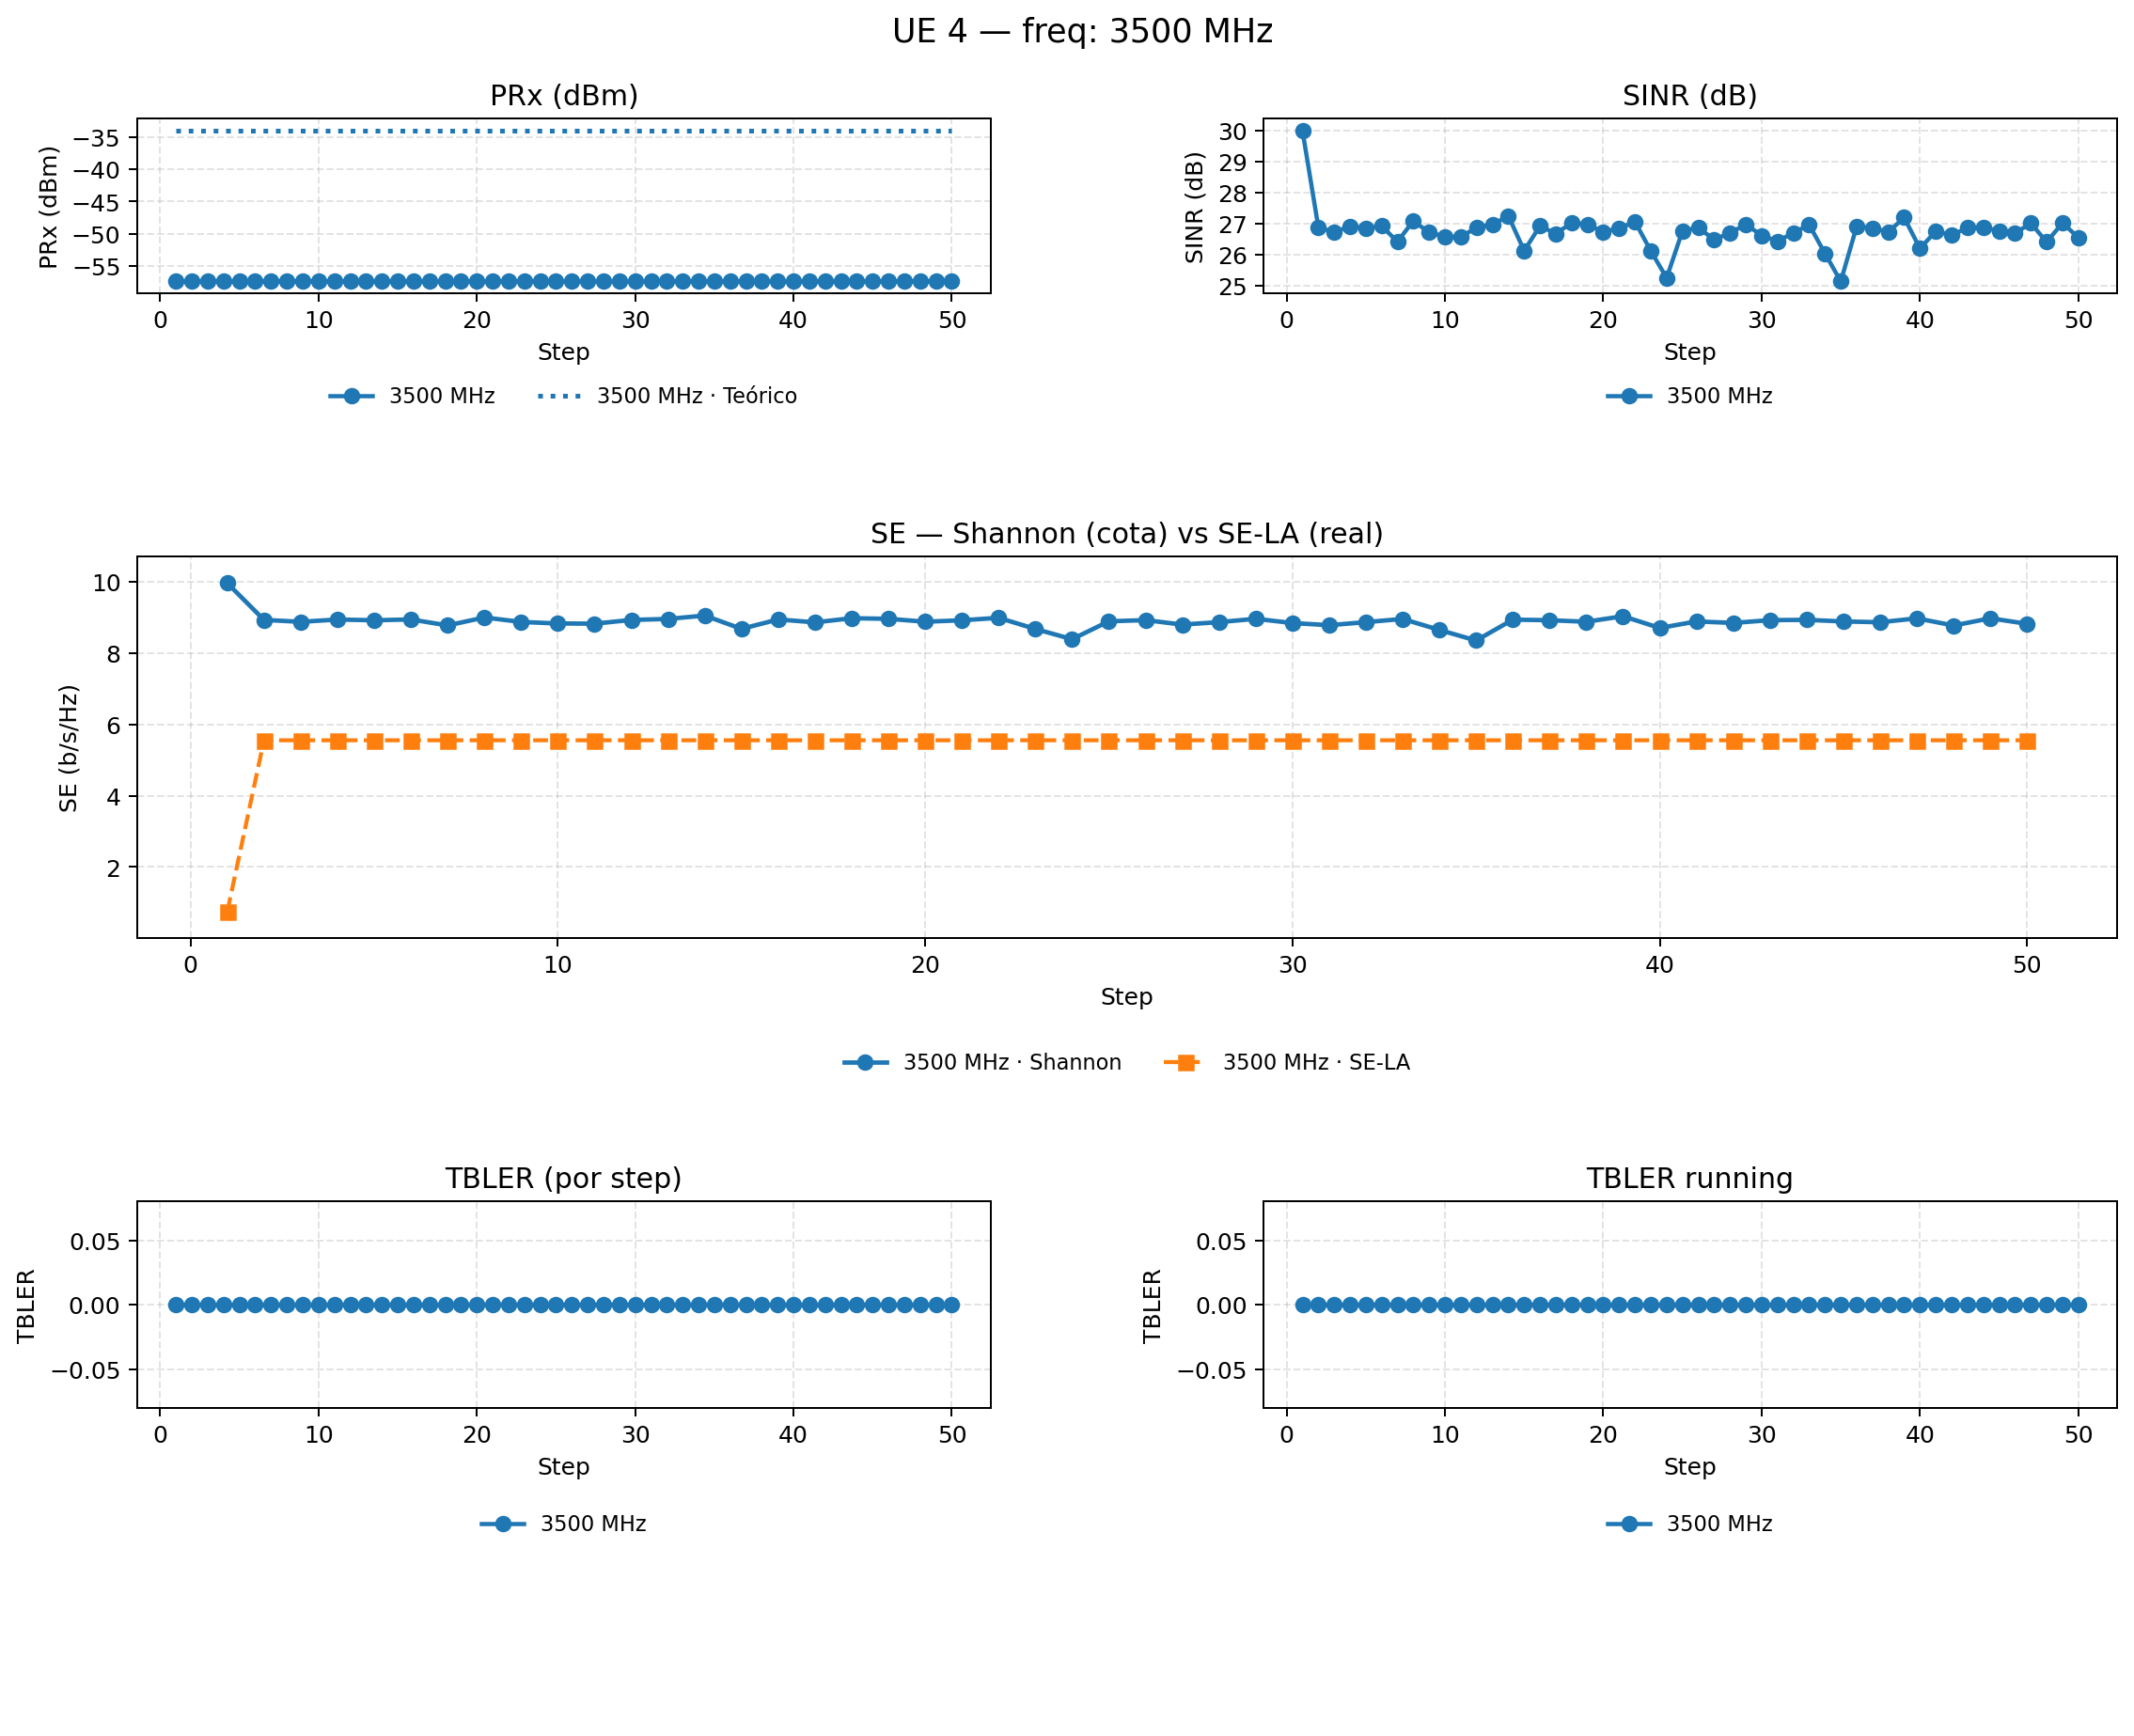 UE 4 — freq: 3500 MHz
PRx (dBm)
PRx (dBm)
−35
−40
−45
−50
−55
0 10 20 30 40 50
Step
3500 MHz 3500 MHz · Teórico
SINR (dB)
SINR (dB)
30
29
28
27
26
25
0 10 20 30 40 50
Step
3500 MHz
SE — Shannon (cota) vs SE-LA (real)
SE (b/s/Hz)
10
8
6
4
2
0 10 20 30 40 50
Step
3500 MHz · Shannon 3500 MHz · SE-LA
TBLER (por step)
TBLER
0.05
0.00
−0.05
0 10 20 30 40 50
Step
3500 MHz
TBLER running
TBLER
0.05
0.00
−0.05
0 10 20 30 40 50
Step
3500 MHz